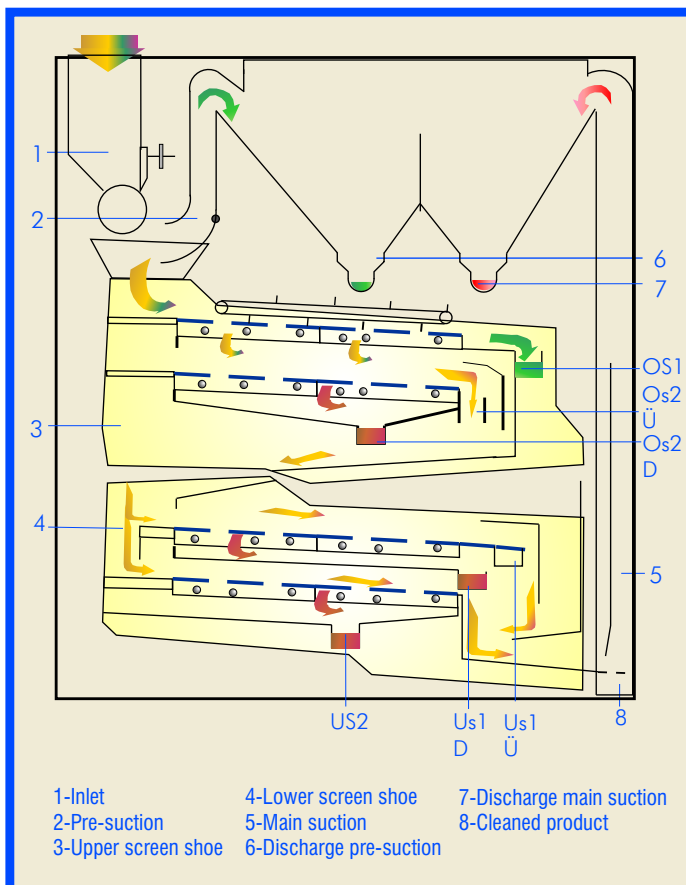 1
2
6
7
OS1
Os2
Ü
3
Os2
D
4
5
US2
Us1
D
Us1
Ü
8
1-Inlet
2-Pre-suction
3-Upper screen shoe
4-Lower screen shoe
5-Main suction
6-Discharge pre-suction
7-Discharge main suction
8-Cleaned product